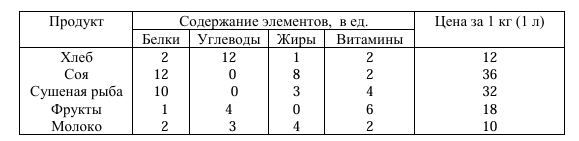 Продукт Содержание элементов, в ед. Цена за 1 кг (1 л)
Белки Углеводы Жиры Витамины
Хлеб 2 12 1 2 12
Соя 12 0 8 2 36
Сушеная рыба 10 0 3 4 32
Фрукты 1 4 0 6 18
Молоко 2 3 4 2 10